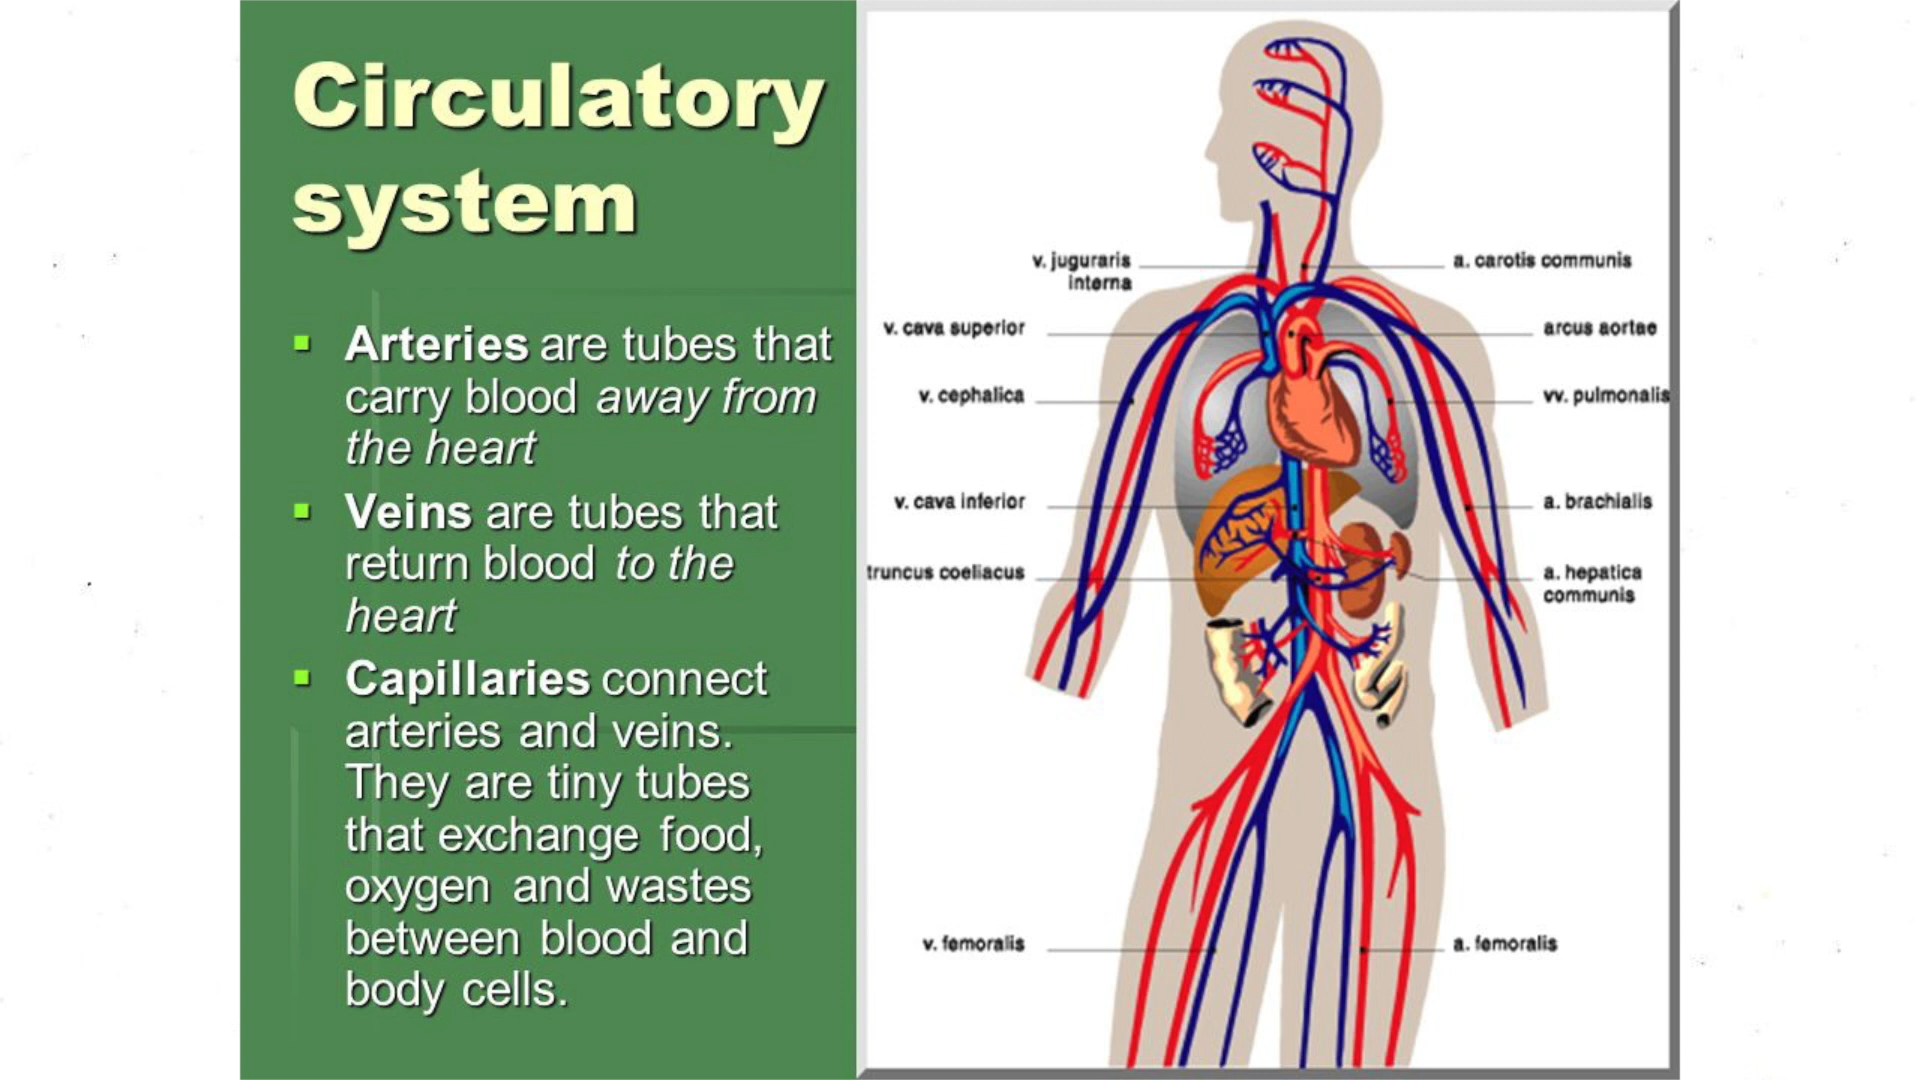 Circulatory
system
Arteries are tubes that
carry blood away from
the heart
Veins are tubes that
return blood to the
heart
Capillaries connect
arteries and veins.
They are tiny tubes
that exchange food,
oxygen and wastes
between blood and
body cells.
v. juguraris
interna
v. cava superior
v. cephalica
v. cava inferior
truncus coeliacus
v. femoralis
a. carotis communis
arcus aortae
vv. pulmonalis
a. brachialis
a. hepatica
communis
a. femoralis